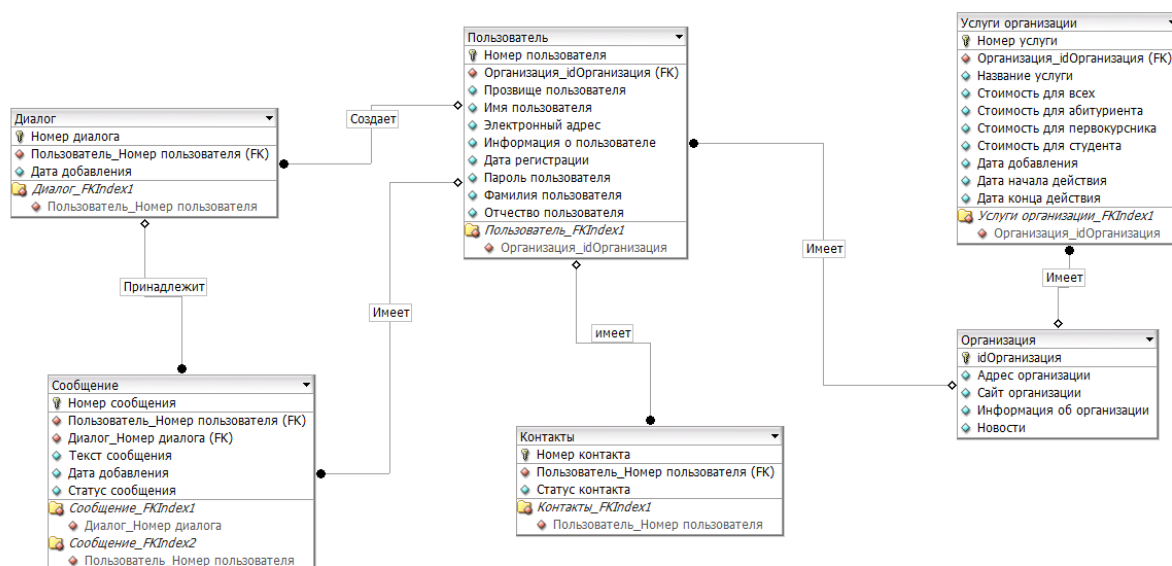 Диалог
Номер диалога
Пользователь_Номер пользователя (FK)
Дата добавления
Диалог_FKIndex1
Пользователь_Номер пользователя
Создает
Принадлежит
Имеет
Сообщение
Номер сообщения
Пользователь_Номер пользователя (FK)
Диалог_Номер диалога (FK)
Текст сообщения
Дата добавления
Статус сообщения
Сообщение_FKIndex1
Диалог_Номер диалога
Сообщение_FKIndex2
Пользователь_Номер пользователя
Пользователь
Номер пользователя
Организация_idОрганизация (FK)
Прозвище пользователя
Имя пользователя
Электронный адрес
Информация о пользователе
Дата регистрации
Пароль пользователя
Фамилия пользователя
Отчество пользователя
Пользователь_FKIndex1
Организация_idОрганизация
имеет
Контакты
Номер контакта
Пользователь_Номер пользователя (FK)
Статус контакта
Контакты_FKIndex1
Пользователь_Номер пользователя
Имеет
Услуги организации
Номер услуги
Организация_idОрганизация (FK)
Название услуги
Стоимость для всех
Стоимость для абитуриента
Стоимость для первокурсника
Стоимость для студента
Дата добавления
Дата начала действия
Дата конца действия
Услуги организации_FKIndex1
Организация_idОрганизация
Имеет
Организация
idОрганизация
Адрес организации
Сайт организации
Информация об организации
Новости